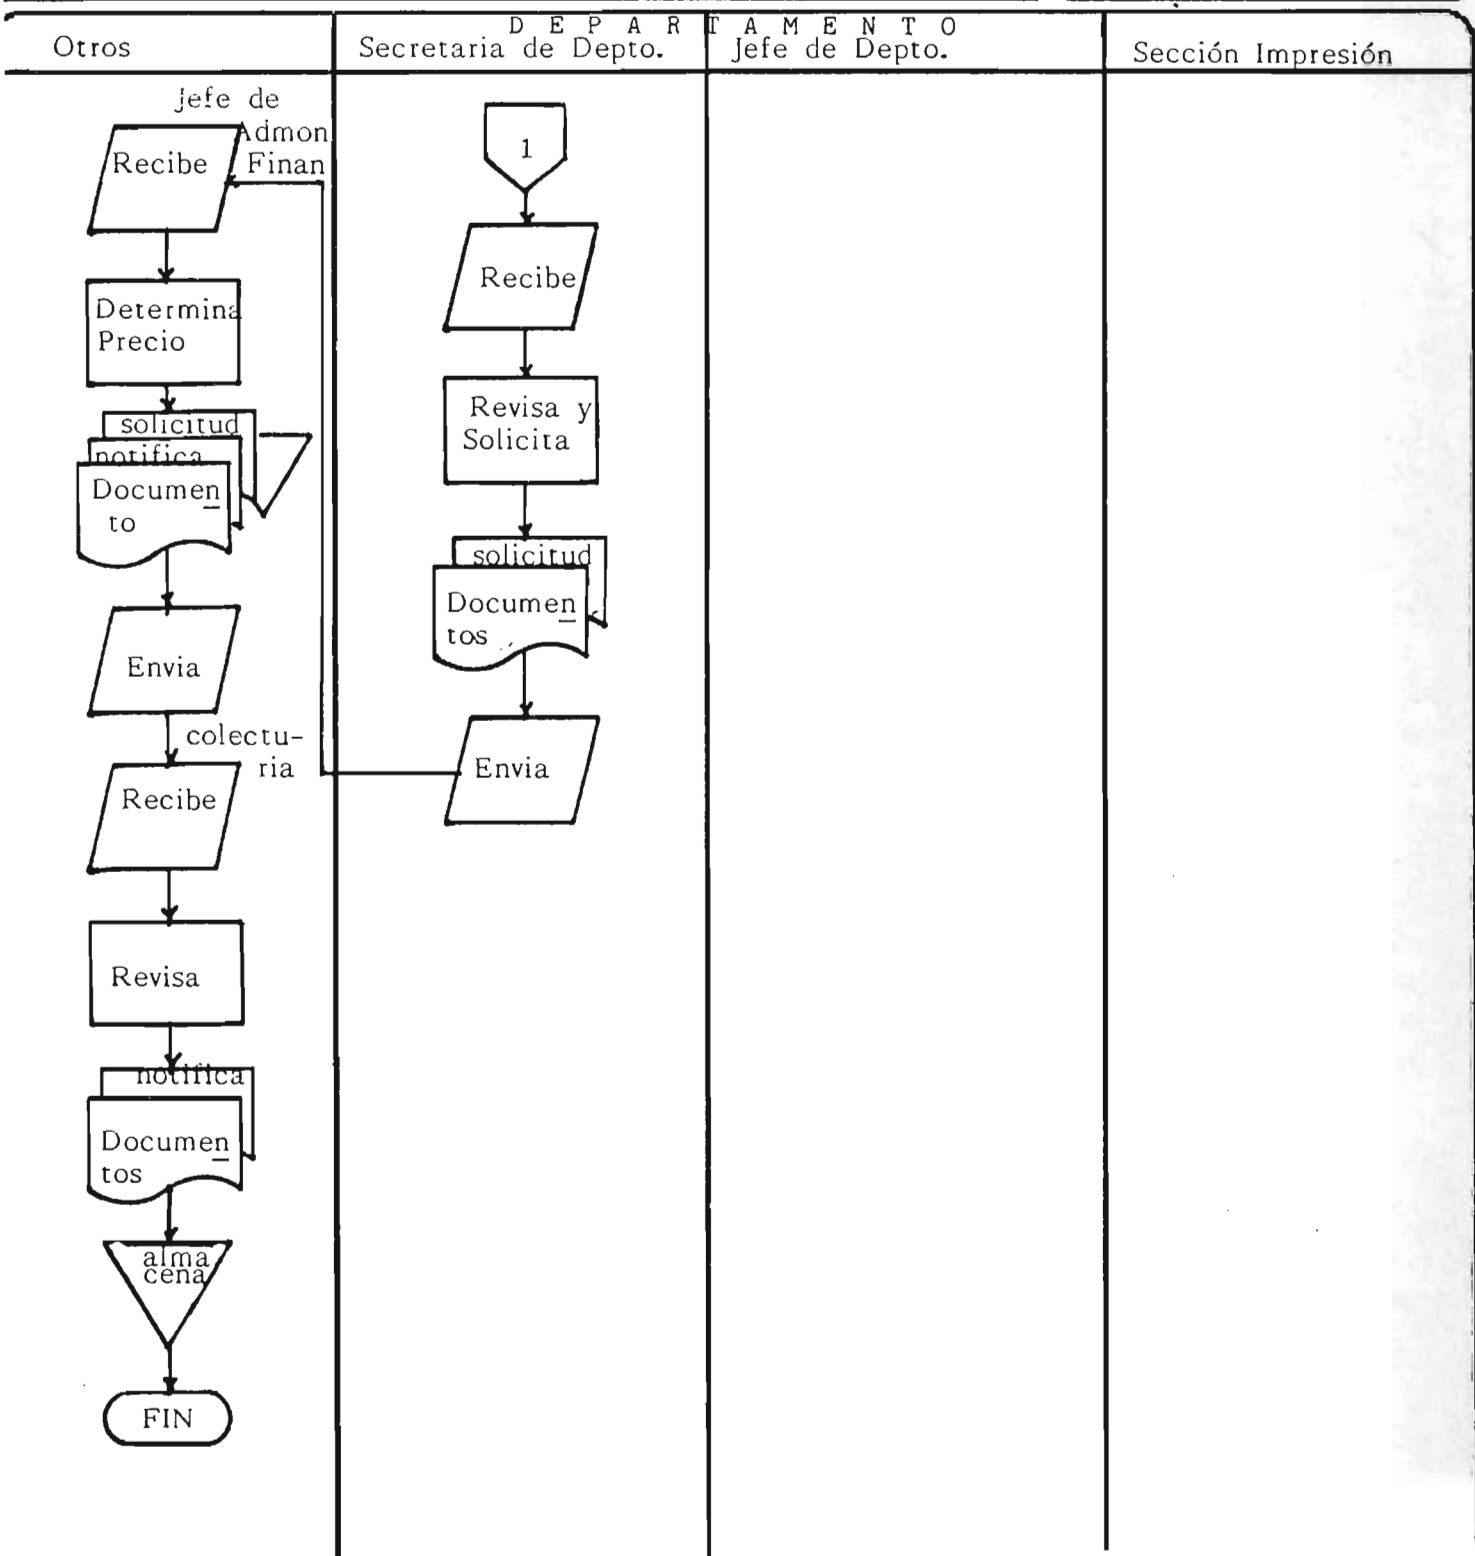 D E P A R T A M E N T O
Otros
Secretaria de Depto.
Jefe de Depto.
Sección Impresión
Jefe de
Admon
Finan
Recibe
Determina
Precio
solicitud
notifica
Documen
to
Envia
colectu-
ria
Recibe
Revisa
notifica
Documen
tos
alma
cena
FIN
1
Recibe
Revisa y
Solicita
solicitud
Documen
tos
Envia